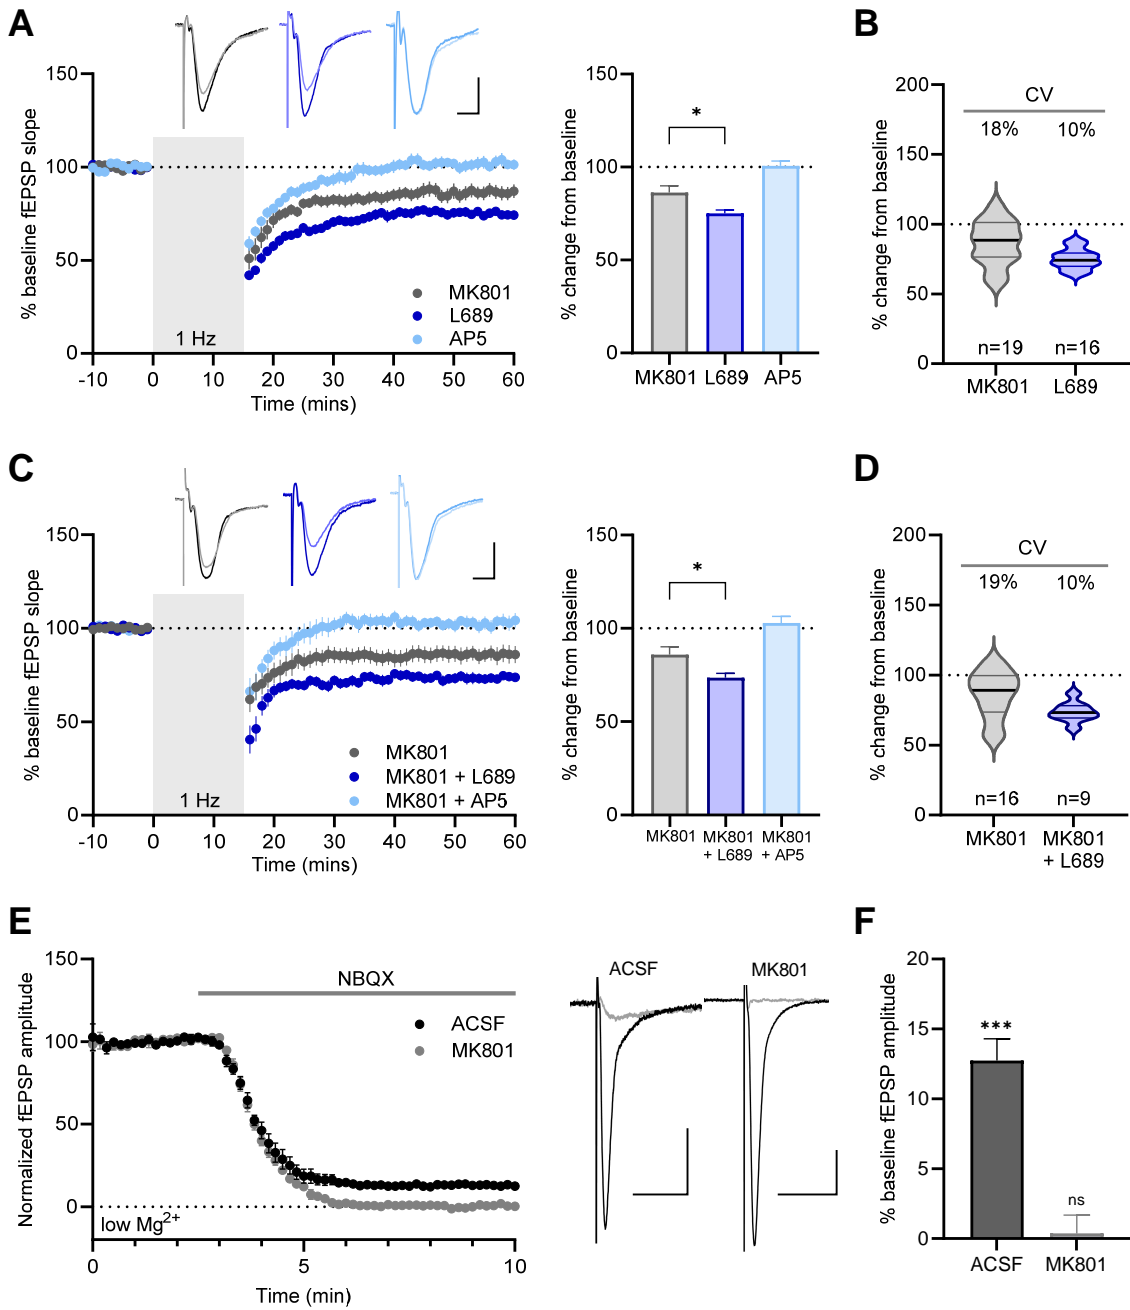 A
% baseline fEPSP slope
150
100
50
0
-10 0 10 20 30 40 50 60
Time (mins)
1 Hz
MK801
L689
AP5
% change from baseline
150
100
50
0
*
MK801 L689 AP5
B
% change from baseline
200
150
100
50
0
CV
18% 10%
n=19 n=16
MK801 L689
C
% baseline fEPSP slope
150
100
50
0
-10 0 10 20 30 40 50 60
Time (mins)
1 Hz
MK801
MK801 + L689
MK801 + AP5
% change from baseline
150
100
50
0
*
MK801 MK801 MK801
+ L689 + AP5
D
% change from baseline
200
150
100
50
0
CV
19% 10%
n=16 n=9
MK801 MK801
+ L689
E
Normalized fEPSP amplitude
150
100
50
0
NBQX
ACSF
MK801
low Mg2+
0 5 10
Time (min)
ACSF MK801
F
% baseline fEPSP amplitude
20
15
10
5
0
***
ns
ACSF MK801